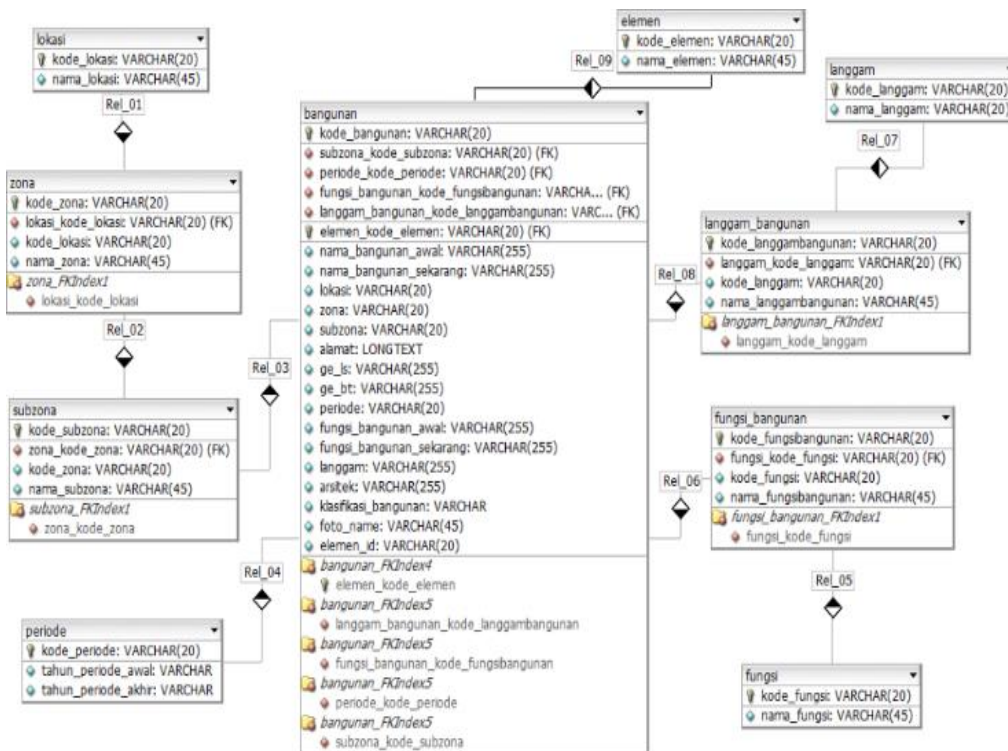 lokasi
kode_lokasi: VARCHAR(20)
nama_lokasi: VARCHAR(45)
Rel_01
zona
kode_zona: VARCHAR(20)
lokasi_kode_lokasi: VARCHAR(20) (FK)
kode_lokasi: VARCHAR(20)
nama_zona: VARCHAR(45)
zona_FKIndex1
lokasi_kode_lokasi
Rel_02
subzona
kode_subzona: VARCHAR(20)
zona_kode_zona: VARCHAR(20) (FK)
kode_zona: VARCHAR(20)
nama_subzona: VARCHAR(45)
subzona_FKIndex1
zona_kode_zona
Rel_03
Rel_04
periode
kode_periode: VARCHAR(20)
tahun_periode_awal: VARCHAR
tahun_periode_akhir: VARCHAR
bangunan
kode_bangunan: VARCHAR(20)
subzona_kode_subzona: VARCHAR(20) (FK)
periode_kode_periode: VARCHAR(20) (FK)
fungsi_bangunan_kode_fungsibangunan: VARCHA... (FK)
langgam_bangunan_kode_langgambangunan: VARC... (FK)
elemen_kode_elemen: VARCHAR(20) (FK)
nama_bangunan_awal: VARCHAR(255)
nama_bangunan_sekarang: VARCHAR(255)
lokasi: VARCHAR(20)
zona: VARCHAR(20)
subzona: VARCHAR(20)
alamat: LONGTEXT
ge_ls: VARCHAR(255)
ge_bt: VARCHAR(255)
periode: VARCHAR(20)
fungsi_bangunan_awal: VARCHAR(255)
fungsi_bangunan_sekarang: VARCHAR(255)
langgam: VARCHAR(255)
arsitek: VARCHAR(255)
klasifikasi_bangunan: VARCHAR
foto_name: VARCHAR(45)
elemen_id: VARCHAR(20)
bangunan_FKIndex4
elemen_kode_elemen
bangunan_FKIndex5
langgam_bangunan_kode_langgambangunan
bangunan_FKIndex5
fungsi_bangunan_kode_fungsibangunan
bangunan_FKIndex5
periode_kode_periode
bangunan_FKIndex5
subzona_kode_subzona
elemen
kode_elemen: VARCHAR(20)
nama_elemen: VARCHAR(45)
Rel_09
langgam
kode_langgam: VARCHAR(20)
nama_langgam: VARCHAR(20)
Rel_07
langgam_bangunan
kode_langgambangunan: VARCHAR(20)
langgam_kode_langgam: VARCHAR(20) (FK)
kode_langgam: VARCHAR(20)
nama_langgambangunan: VARCHAR(45)
langgam_bangunan_FKIndex1
langgam_kode_langgam
Rel_08
fungsi_bangunan
kode_fungsibangunan: VARCHAR(20)
fungsi_kode_fungsi: VARCHAR(20) (FK)
kode_fungsi: VARCHAR(20)
nama_fungsibangunan: VARCHAR(45)
fungsi_bangunan_FKIndex1
fungsi_kode_fungsi
Rel_06
Rel_05
fungsi
kode_fungsi: VARCHAR(20)
nama_fungsi: VARCHAR(45)